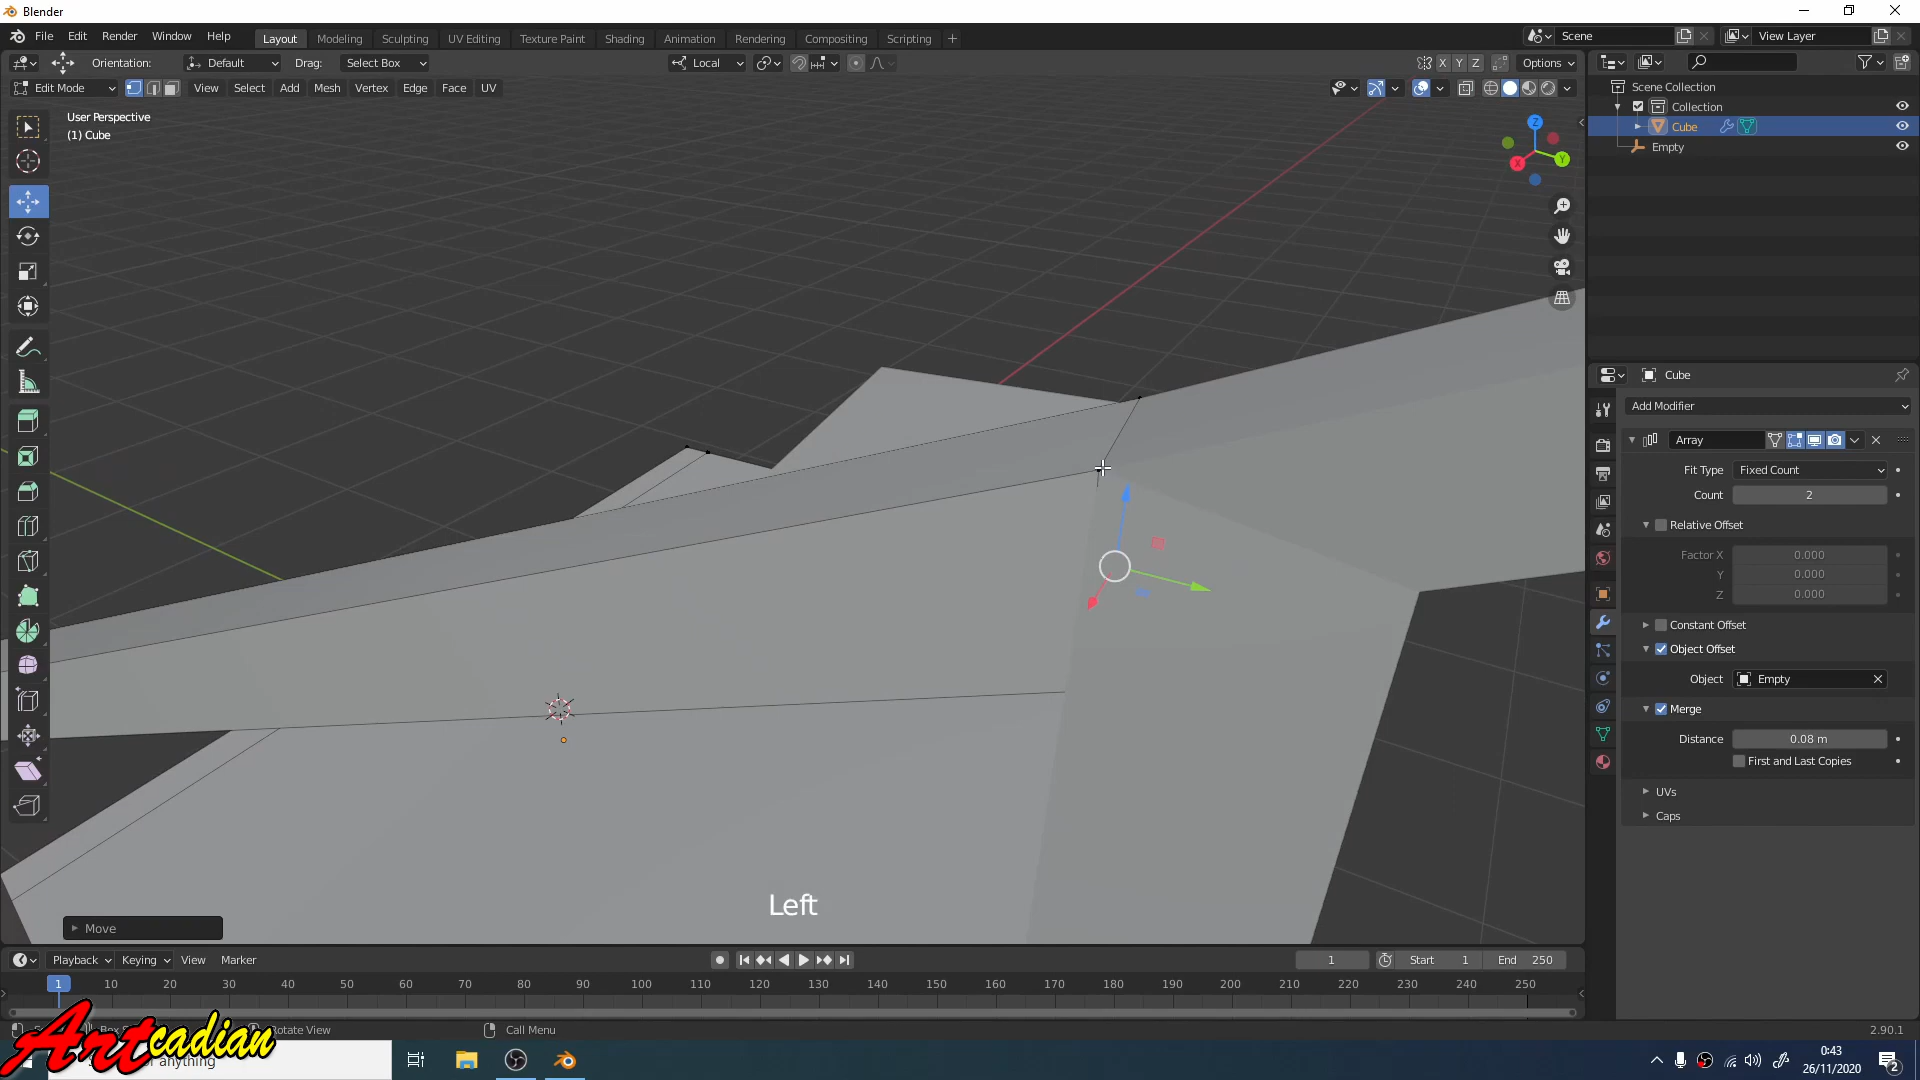 Blender
File Edit Render Window Help
Layout Modeling Sculpting UV Editing Texture Paint Shading Animation Rendering Compositing Scripting +
Scene
View Layer
Orientation: Default Drag: Select Box Local X Y Z Options
Edit Mode View Select Add Mesh Vertex Edge Face UV
User Perspective
(1) Cube
Z
Y
X
Scene Collection
Collection
Cube
Empty
Cube
Add Modifier
Array
Fit Type Fixed Count
Count 2
Relative Offset
Factor X 0.000
Y 0.000
Z 0.000
Constant Offset
Object Offset
Object Empty
Merge
Distance 0.08 m
First and Last Copies
UVs
Caps
Left
Move
Playback Keying View Marker
1 Start 1 End 250
1 10 20 30 40 50 60 70 80 90 100 110 120 130 140 150 160 170 180 190 200 210 220 230 240 250
Rotate View Call Menu 2.90.1
Artcadian
anything
0:43
26/11/2020
2